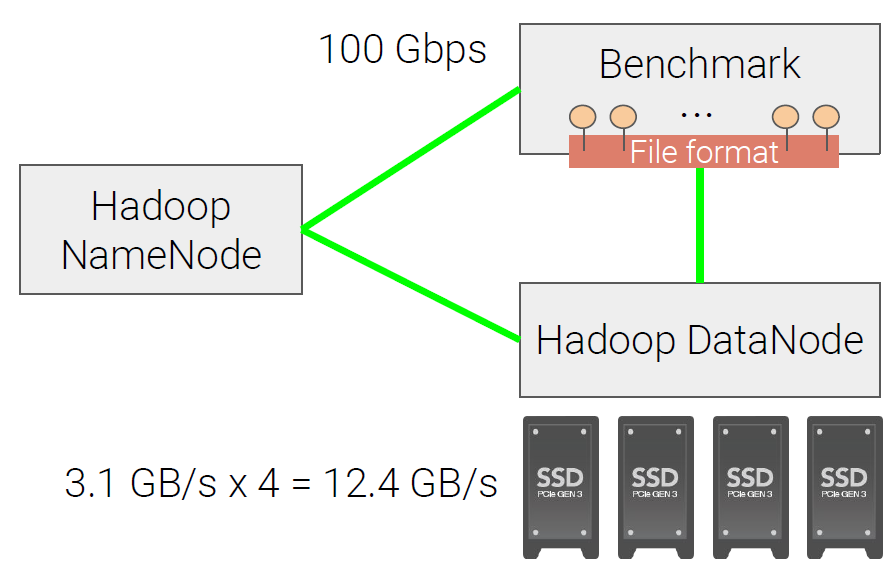 100 Gbps
Benchmark
...
File format
Hadoop
NameNode
Hadoop DataNode
3.1 GB/s x 4 = 12.4 GB/s
SSD
PCIe GEN 3
SSD
PCIe GEN 3
SSD
PCIe GEN 3
SSD
PCIe GEN 3